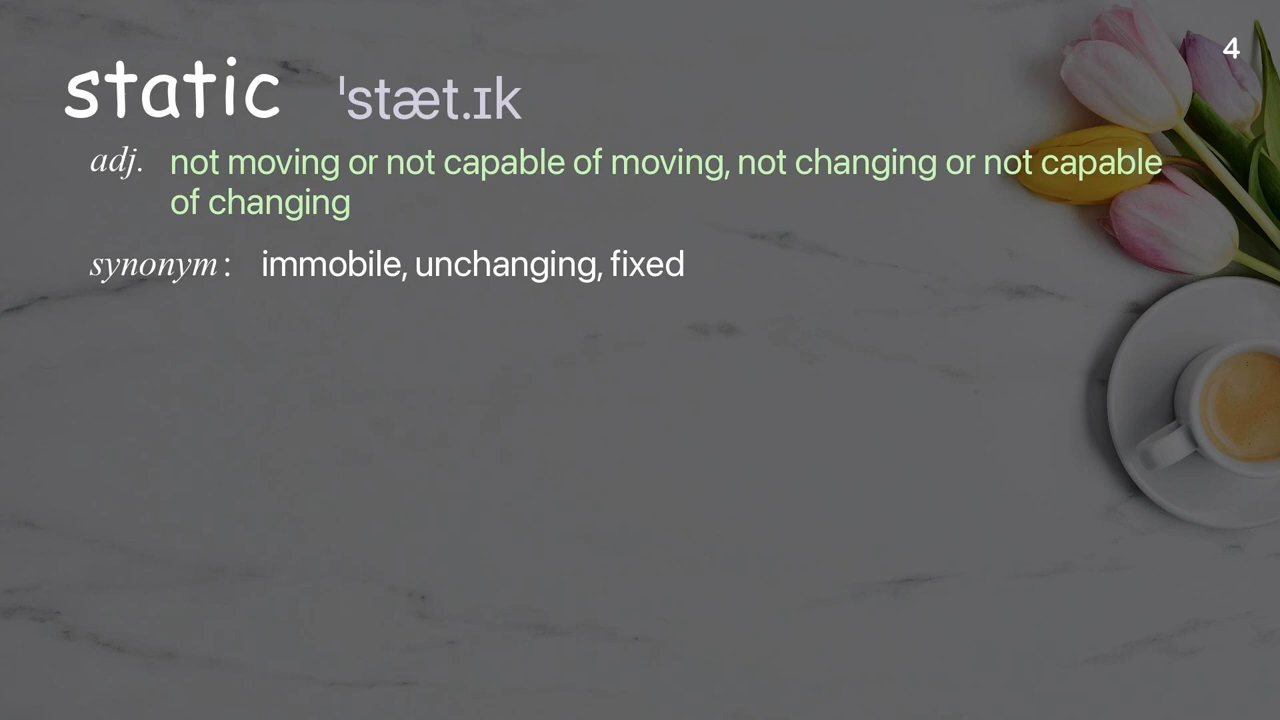 4
static ˈstæt.ɪk
adj. not moving or not capable of moving, not changing or not capable
of changing
synonym : immobile, unchanging, fixed